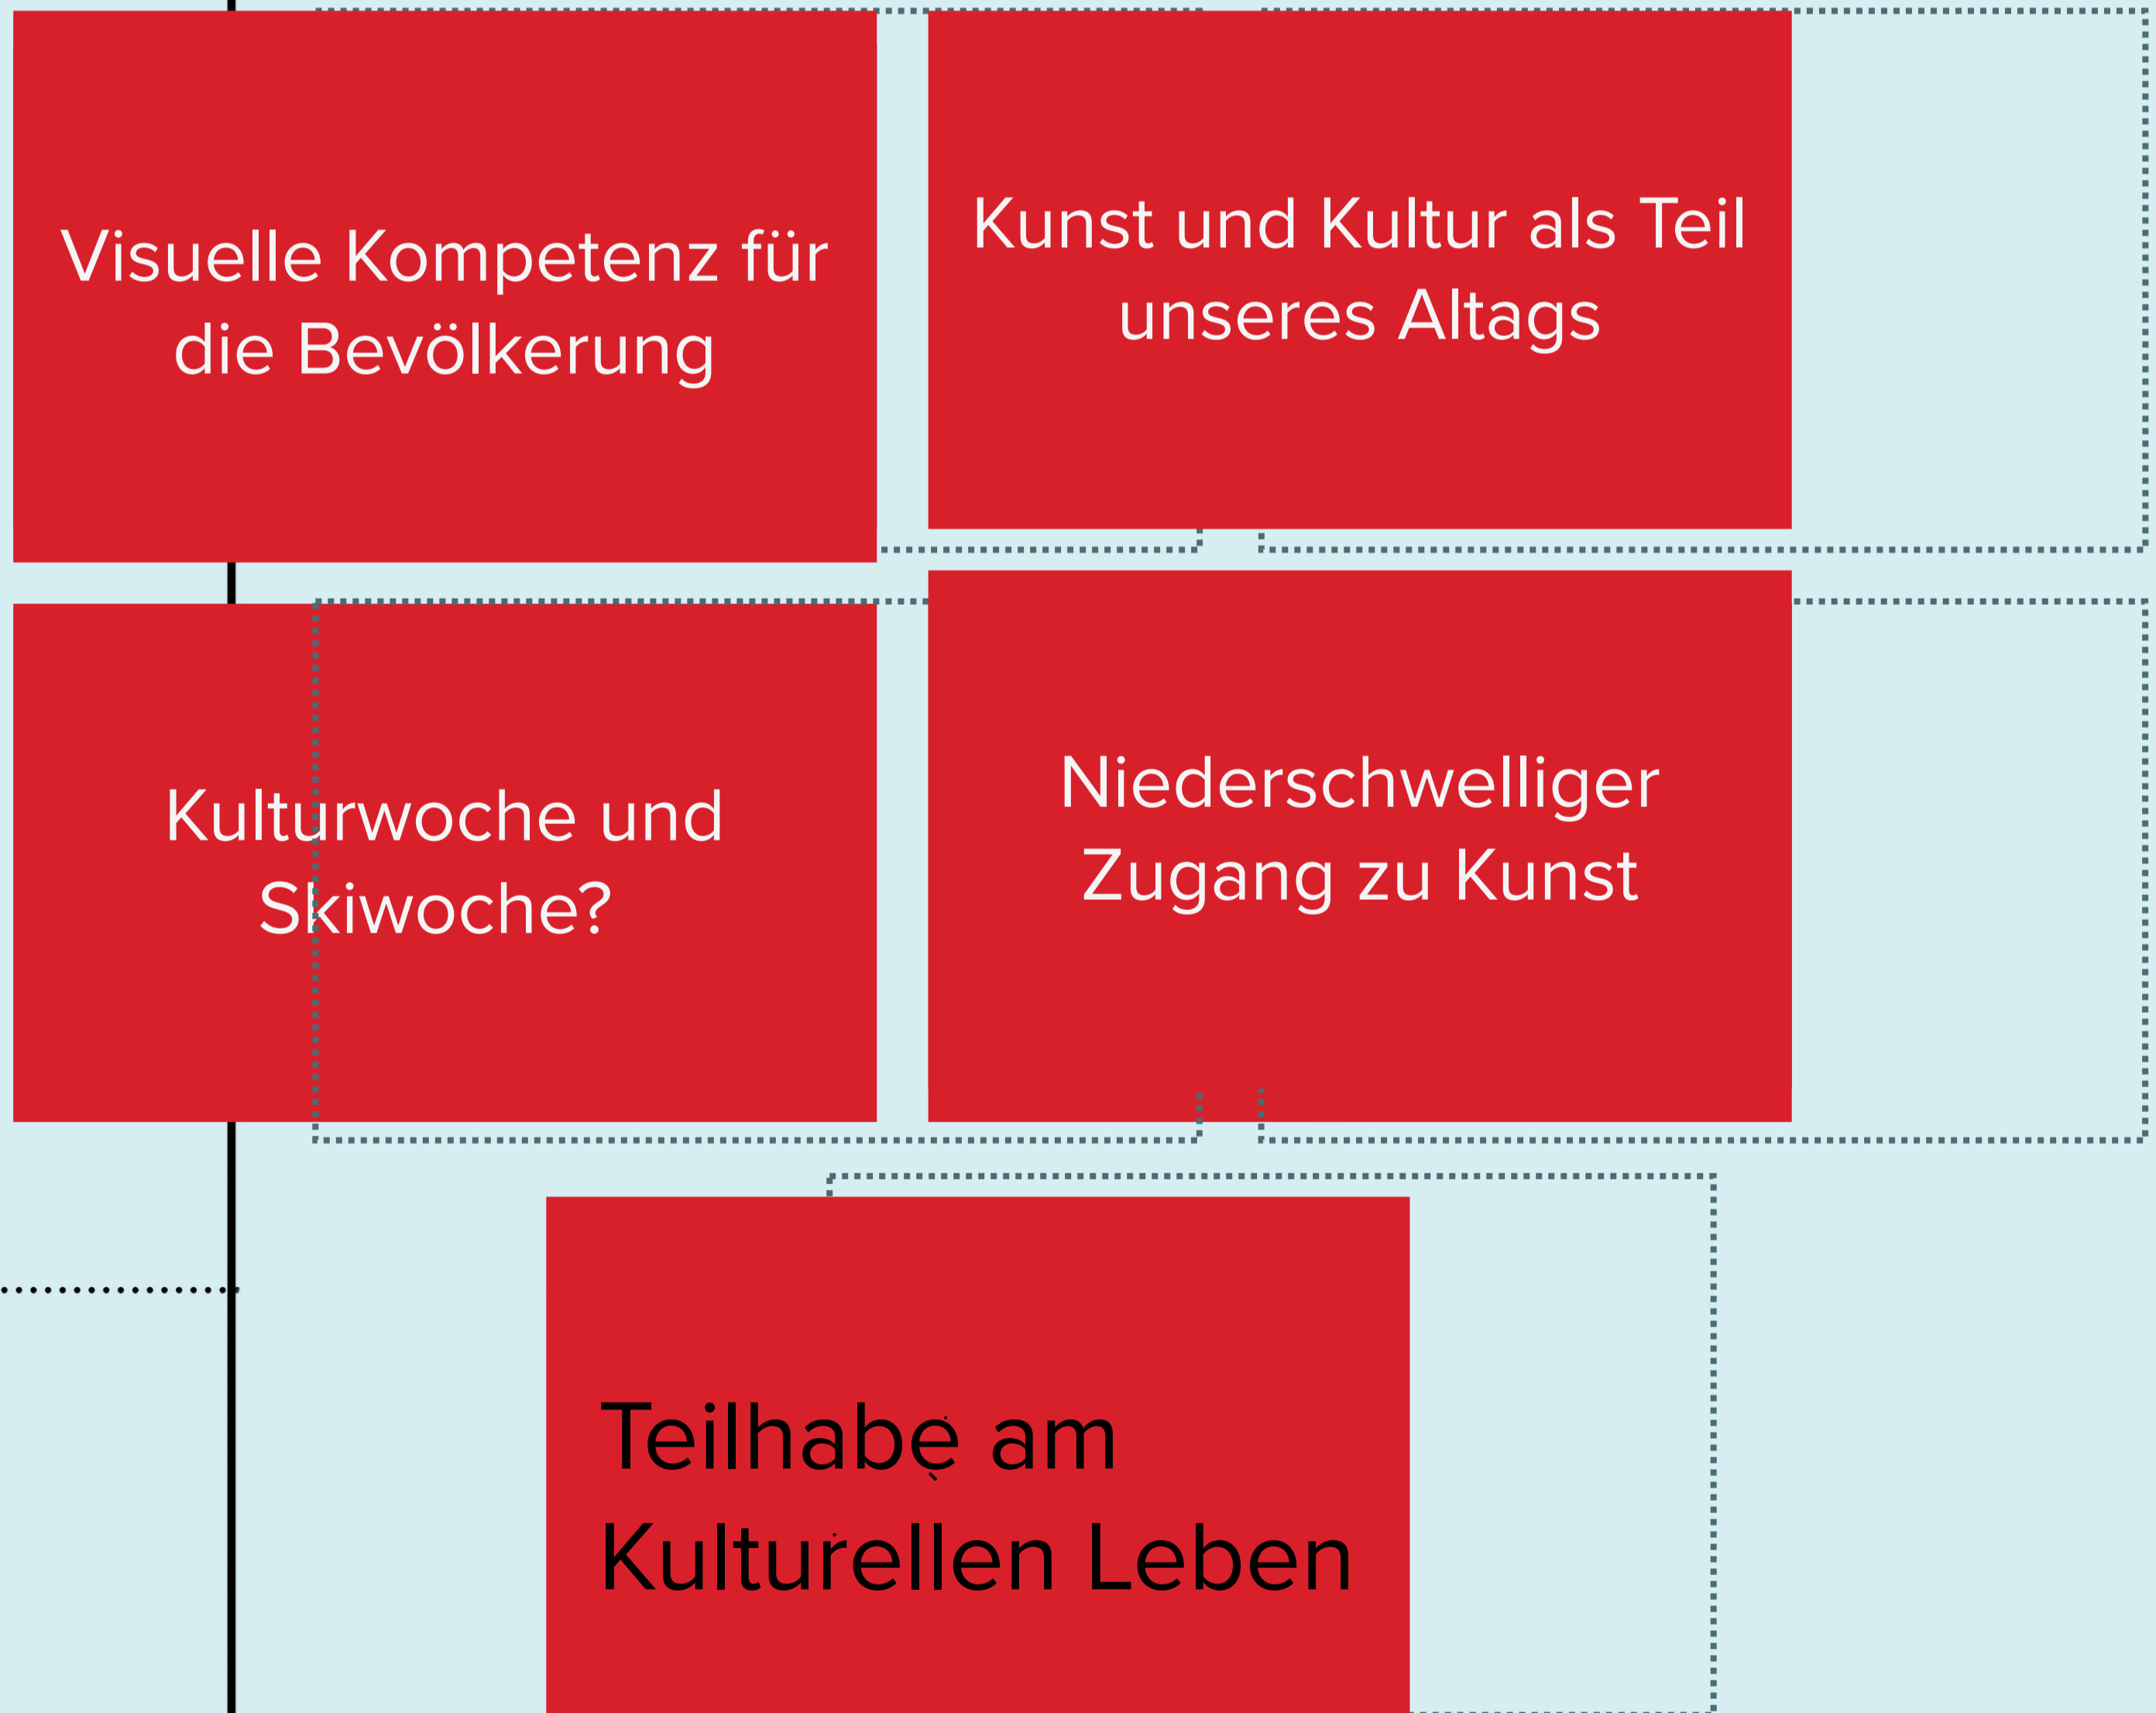 Visuelle Kompetenz für
die Bevölkerung
Kunst und Kultur als Teil
unseres Alltags
Kulturwoche und
Skiwoche?
Niederschwelliger
Zugang zu Kunst
Teilhabe am
Kulturellen Leben